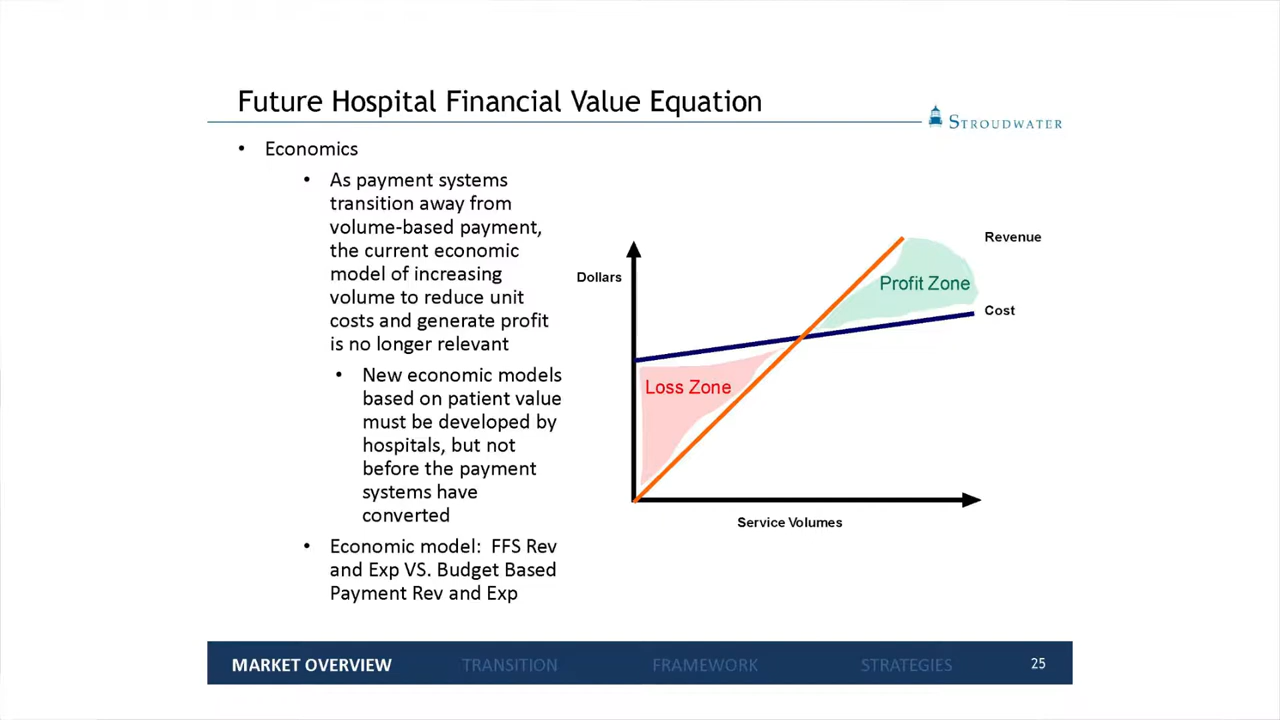 Future Hospital Financial Value Equation
STROUDWATER
• Economics
• As payment systems
transition away from
volume-based payment,
the current economic
model of increasing
volume to reduce unit
costs and generate profit
is no longer relevant
• New economic models
based on patient value
must be developed by
hospitals, but not
before the payment
systems have
converted
• Economic model:  FFS Rev
and Exp VS. Budget Based
Payment Rev and Exp
Revenue
Dollars
Profit Zone
Cost
Loss Zone
Service Volumes
MARKET OVERVIEW TRANSITION FRAMEWORK STRATEGIES 25